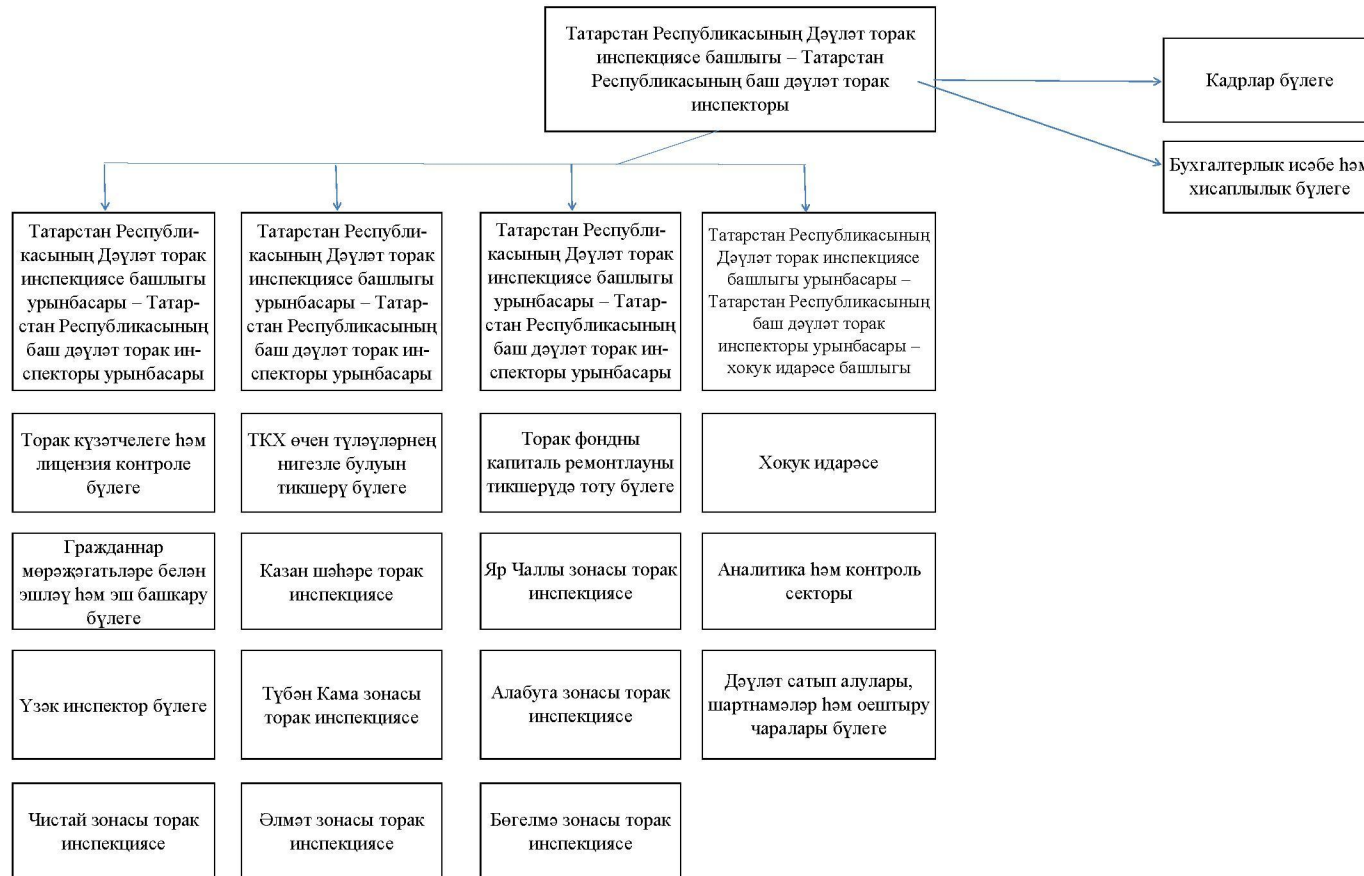 Татарстан Республикасының Дәүләт торак
инспекциясе башлыгы – Татарстан
Республикасының баш дәүләт торак
инспекторы
Кадрлар бүлеге
Бухгалтерлык исәбе һәм
хисаплылык бүлеге
Татарстан Республи-
касының Дәүләт торак
инспекциясе башлыгы
урынбасары – Татар-
стан Республикасының
баш дәүләт торак ин-
спекторы урынбасары
Татарстан Республи-
касының Дәүләт торак
инспекциясе башлыгы
урынбасары – Татар-
стан Республикасының
баш дәүләт торак ин-
спекторы урынбасары
Татарстан Республи-
касының Дәүләт торак
инспекциясе башлыгы
урынбасары – Татар-
стан Республикасының
баш дәүләт торак ин-
спекторы урынбасары
Татарстан Республикасының
Дәүләт торак инспекциясе
башлыгы урынбасары –
Татарстан Республикасының
баш дәүләт торак
инспекторы урынбасары –
хокук идарәсе башлыгы
Торак күзәтчелеге һәм
лицензия контроле
бүлеге
ТКХ өчен түләүләрнең
нигезле булуын
тикшерү бүлеге
Торак фондны
капиталь ремонтлауны
тикшерүдә тоту бүлеге
Хокук идарәсе
Гражданнар
мөрәҗәгатьләре белән
эшләү һәм эш башкару
бүлеге
Казан шәһәре торак
инспекциясе
Яр Чаллы зонасы торак
инспекциясе
Аналитика һәм контроль
секторы
Үзәк инспектор бүлеге
Түбән Кама зонасы
торак инспекциясе
Алабуга зонасы торак
инспекциясе
Дәүләт сатып алулары,
шартнамәләр һәм оештыру
чаралары бүлеге
Чистай зонасы торак
инспекциясе
Әлмәт зонасы торак
инспекциясе
Бөгелмә зонасы торак
инспекциясе